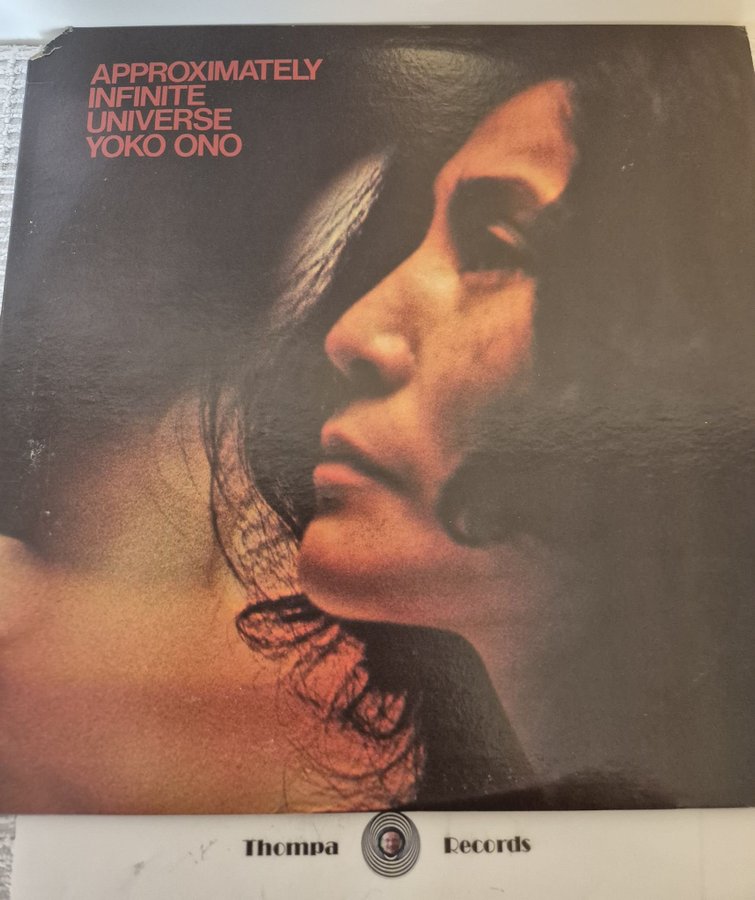 APPROXIMATELY
INFINITE
UNIVERSE
YOKO ONO
Thompa Records